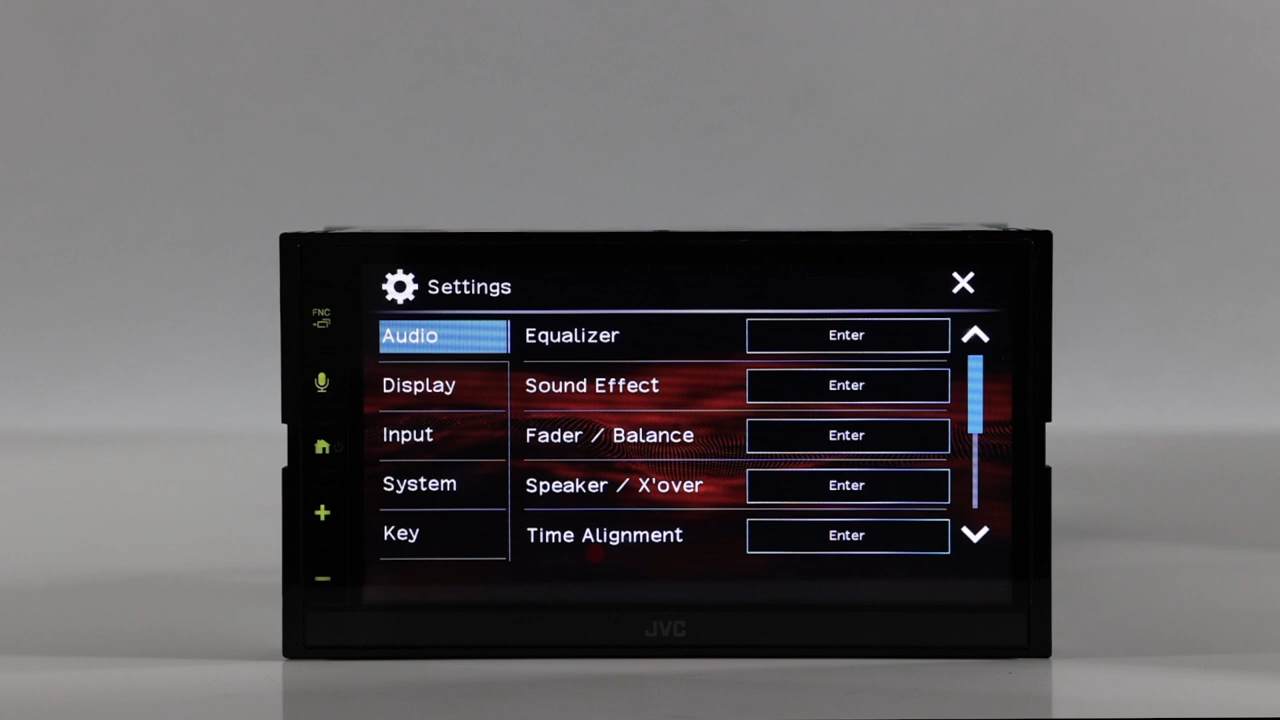 Settings
FNC
Audio
Equalizer
Enter
Display
Sound Effect
Enter
Input
Fader / Balance
Enter
System
Speaker / X'over
Enter
Key
Time Alignment
Enter
JVC